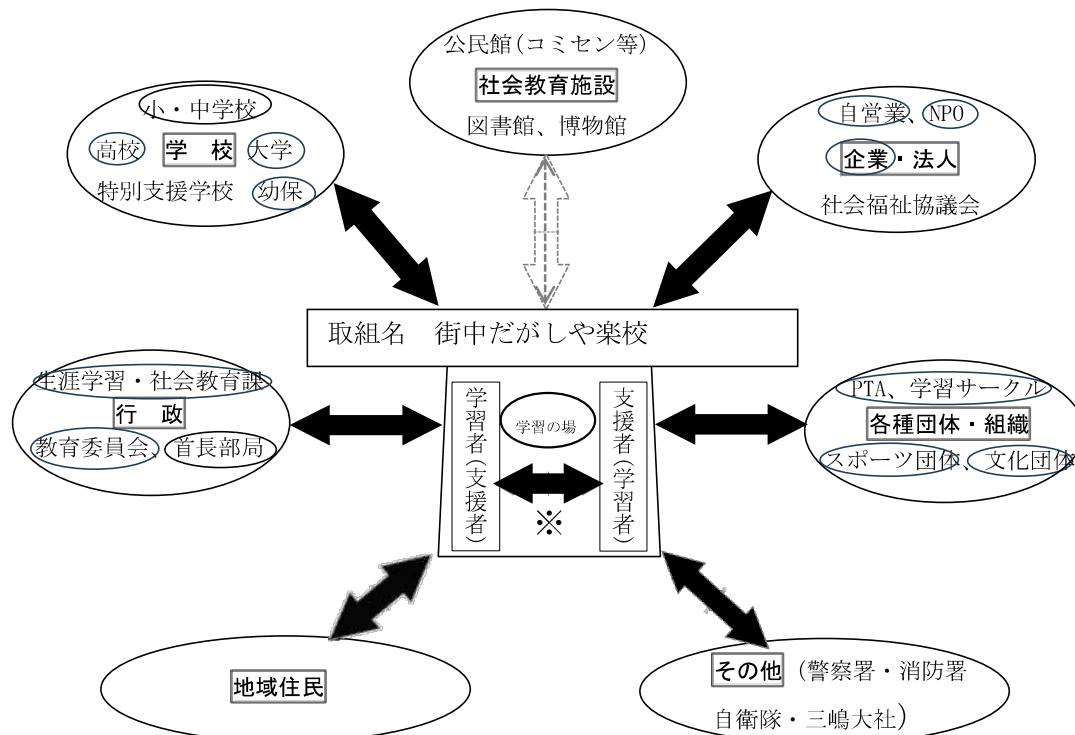 公民館(コミセン等)
社会教育施設
図書館、博物館
小・中学校
高校 学 校 大学
特別支援学校 幼保
自営業、NPO
企業・法人
社会福祉協議会
取組名 街中だがしや楽校
生涯学習・社会教育課
行 政
教育委員会、首長部局
学習者(支援者)
学習の場
※
支援者(学習者)
PTA、学習サークル
各種団体・組織
スポーツ団体、文化団体
地域住民
その他 (警察署・消防署
自衛隊・三嶋大社)